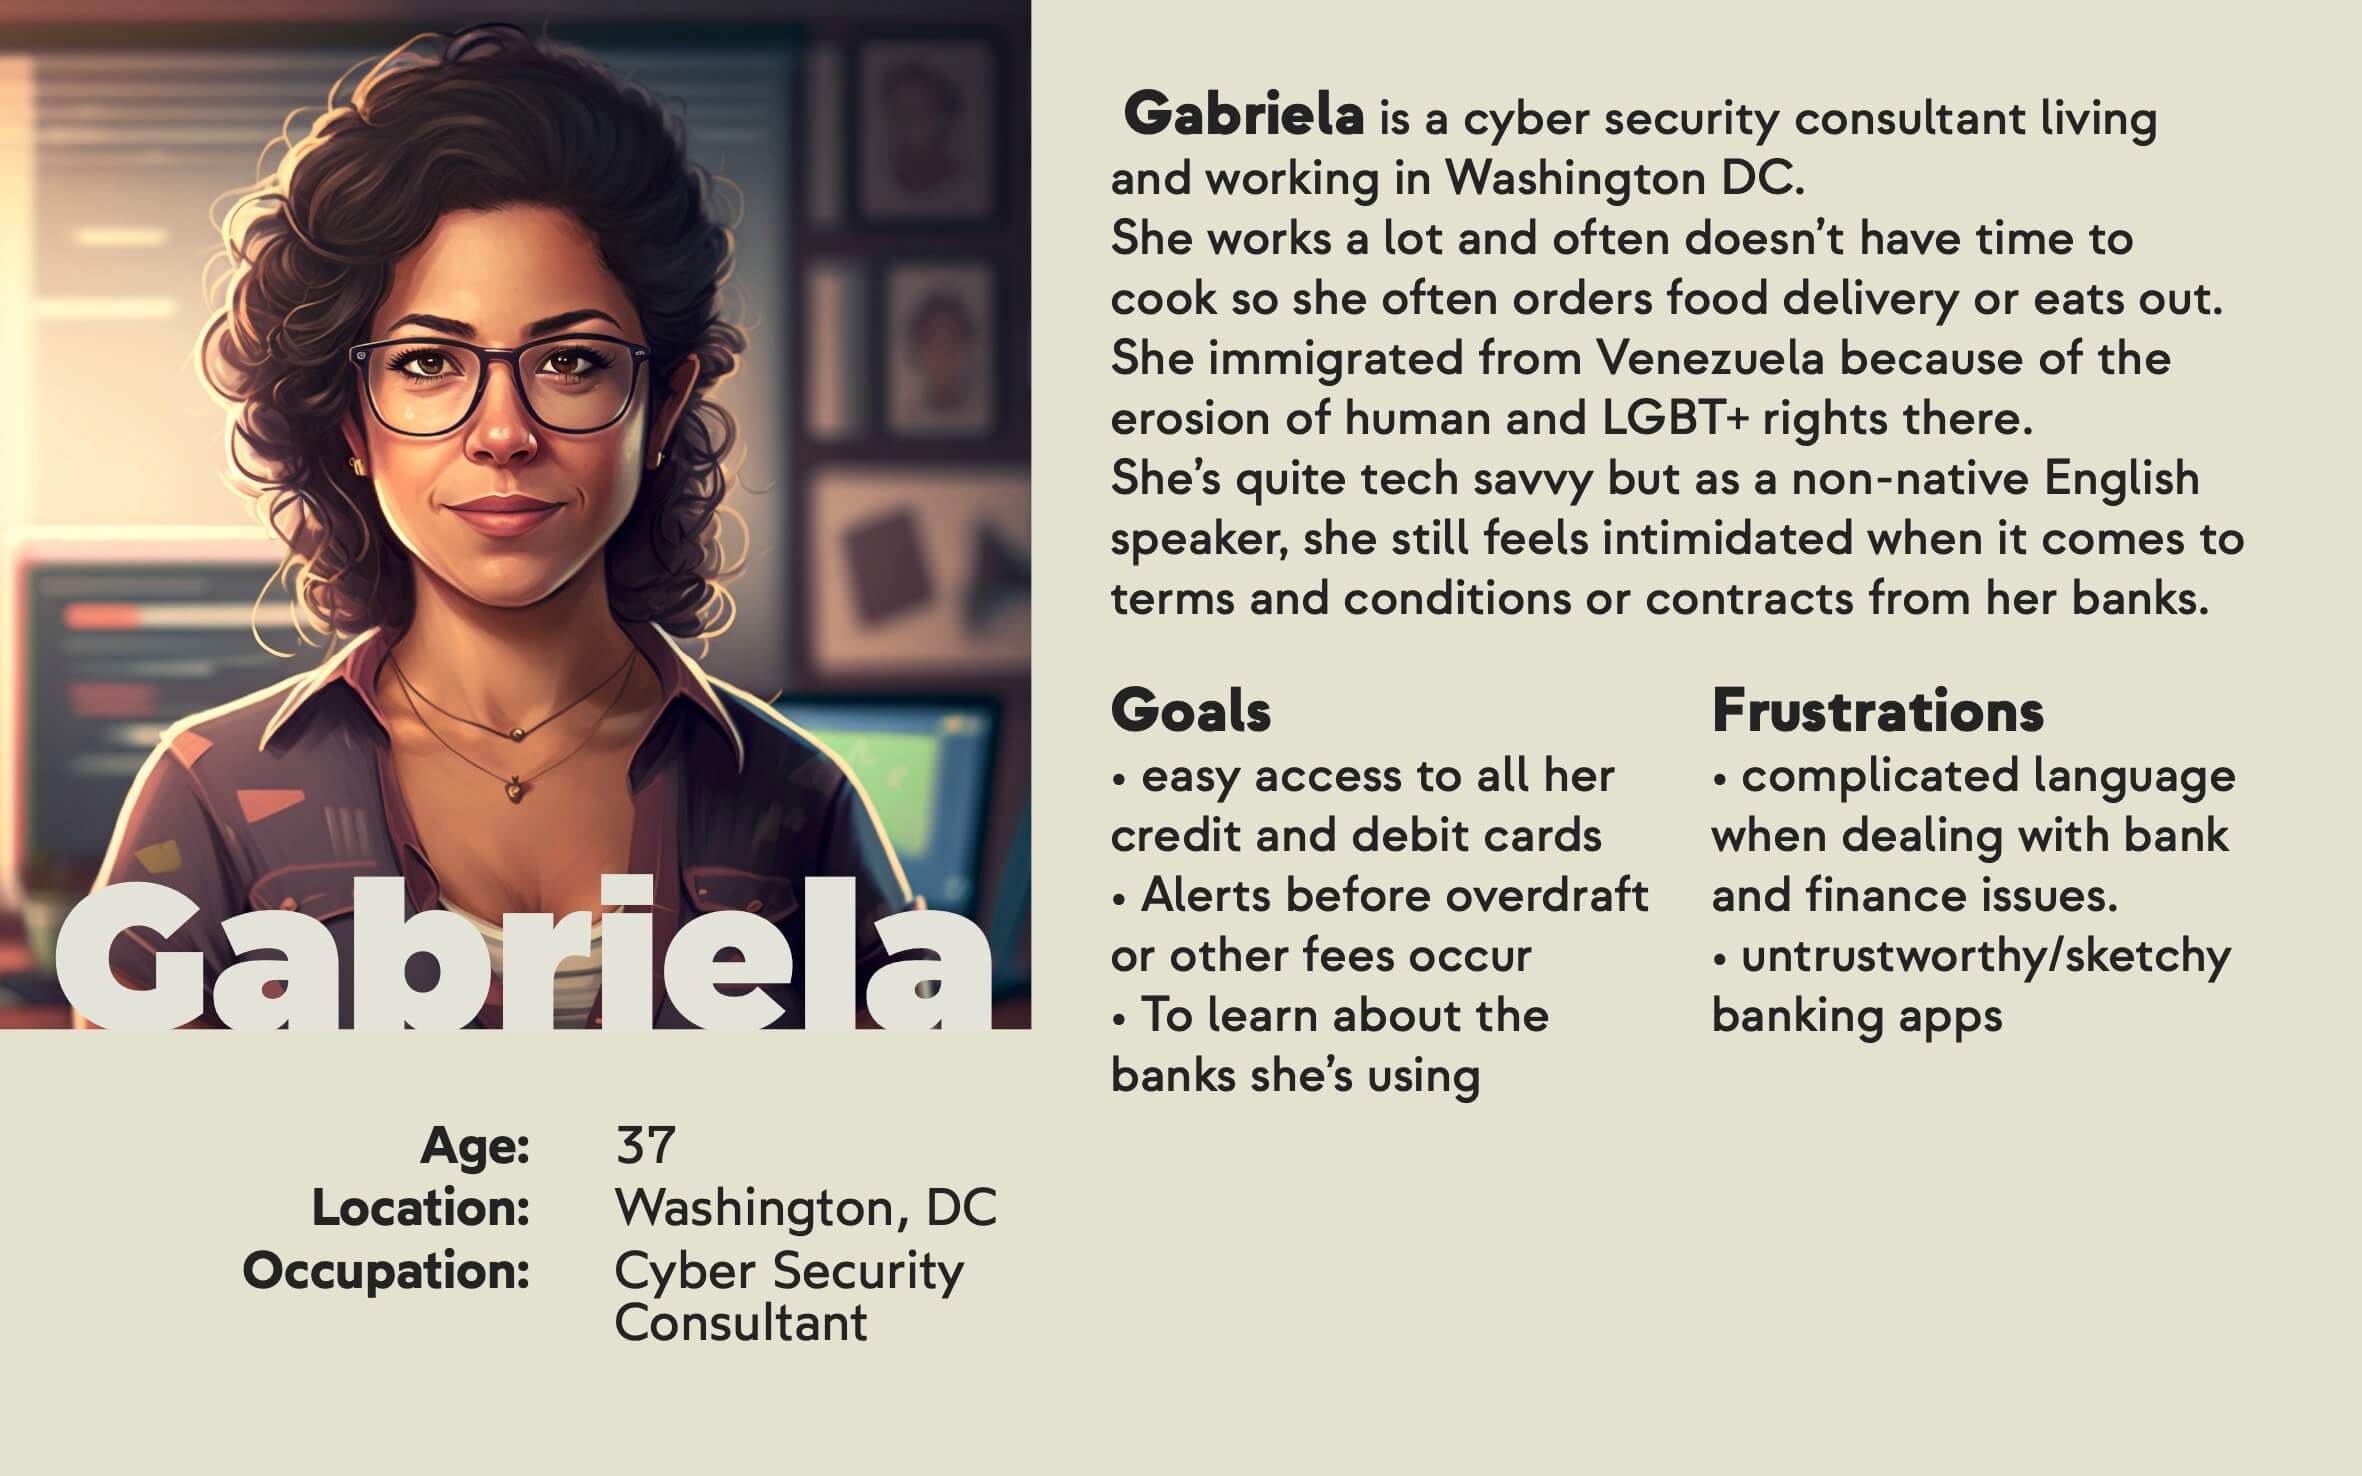 Gabriela
Age: 37
Location: Washington, DC
Occupation: Cyber Security
Consultant
Gabriela is a cyber security consultant living
and working in Washington DC.
She works a lot and often doesn’t have time to
cook so she often orders food delivery or eats out.
She immigrated from Venezuela because of the
erosion of human and LGBT+ rights there.
She’s quite tech savvy but as a non-native English
speaker, she still feels intimidated when it comes to
terms and conditions or contracts from her banks.
Goals
• easy access to all her
credit and debit cards
• Alerts before overdraft
or other fees occur
• To learn about the
banks she’s using
Frustrations
• complicated language
when dealing with bank
and finance issues.
• untrustworthy/sketchy
banking apps